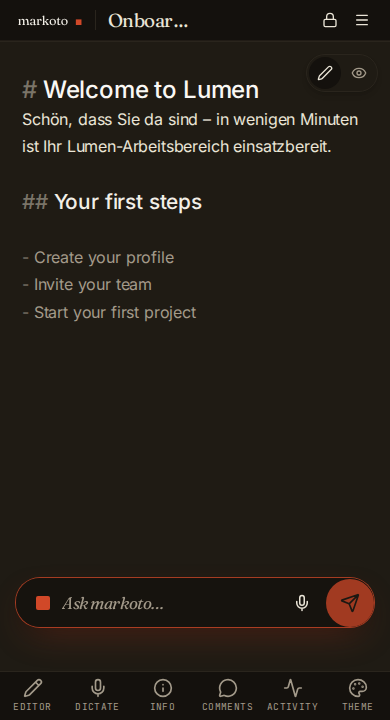 markoto
Onboar...
# Welcome to Lumen
Schön, dass Sie da sind – in wenigen Minuten
ist Ihr Lumen-Arbeitsbereich einsatzbereit.
## Your first steps
- Create your profile
- Invite your team
- Start your first project
Ask markoto...
EDITOR
DICTATE
INFO
COMMENTS
ACTIVITY
THEME